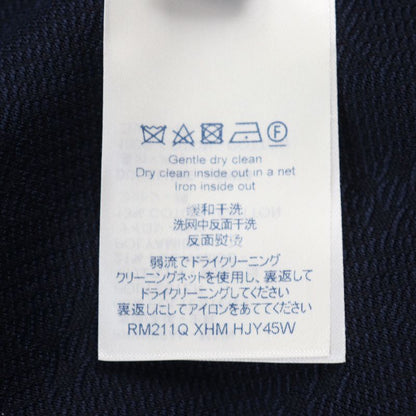 Gentle dry clean
Dry clean inside out in a net
Iron inside out
缓和干洗
洗网中反面干洗
反面熨烫
弱流でドライクリーニング
クリーニングネットを使用し、裏返して
ドライクリーニングしてください
裏返しにしてアイロンをあててください
RM211Q XHM HJY45W